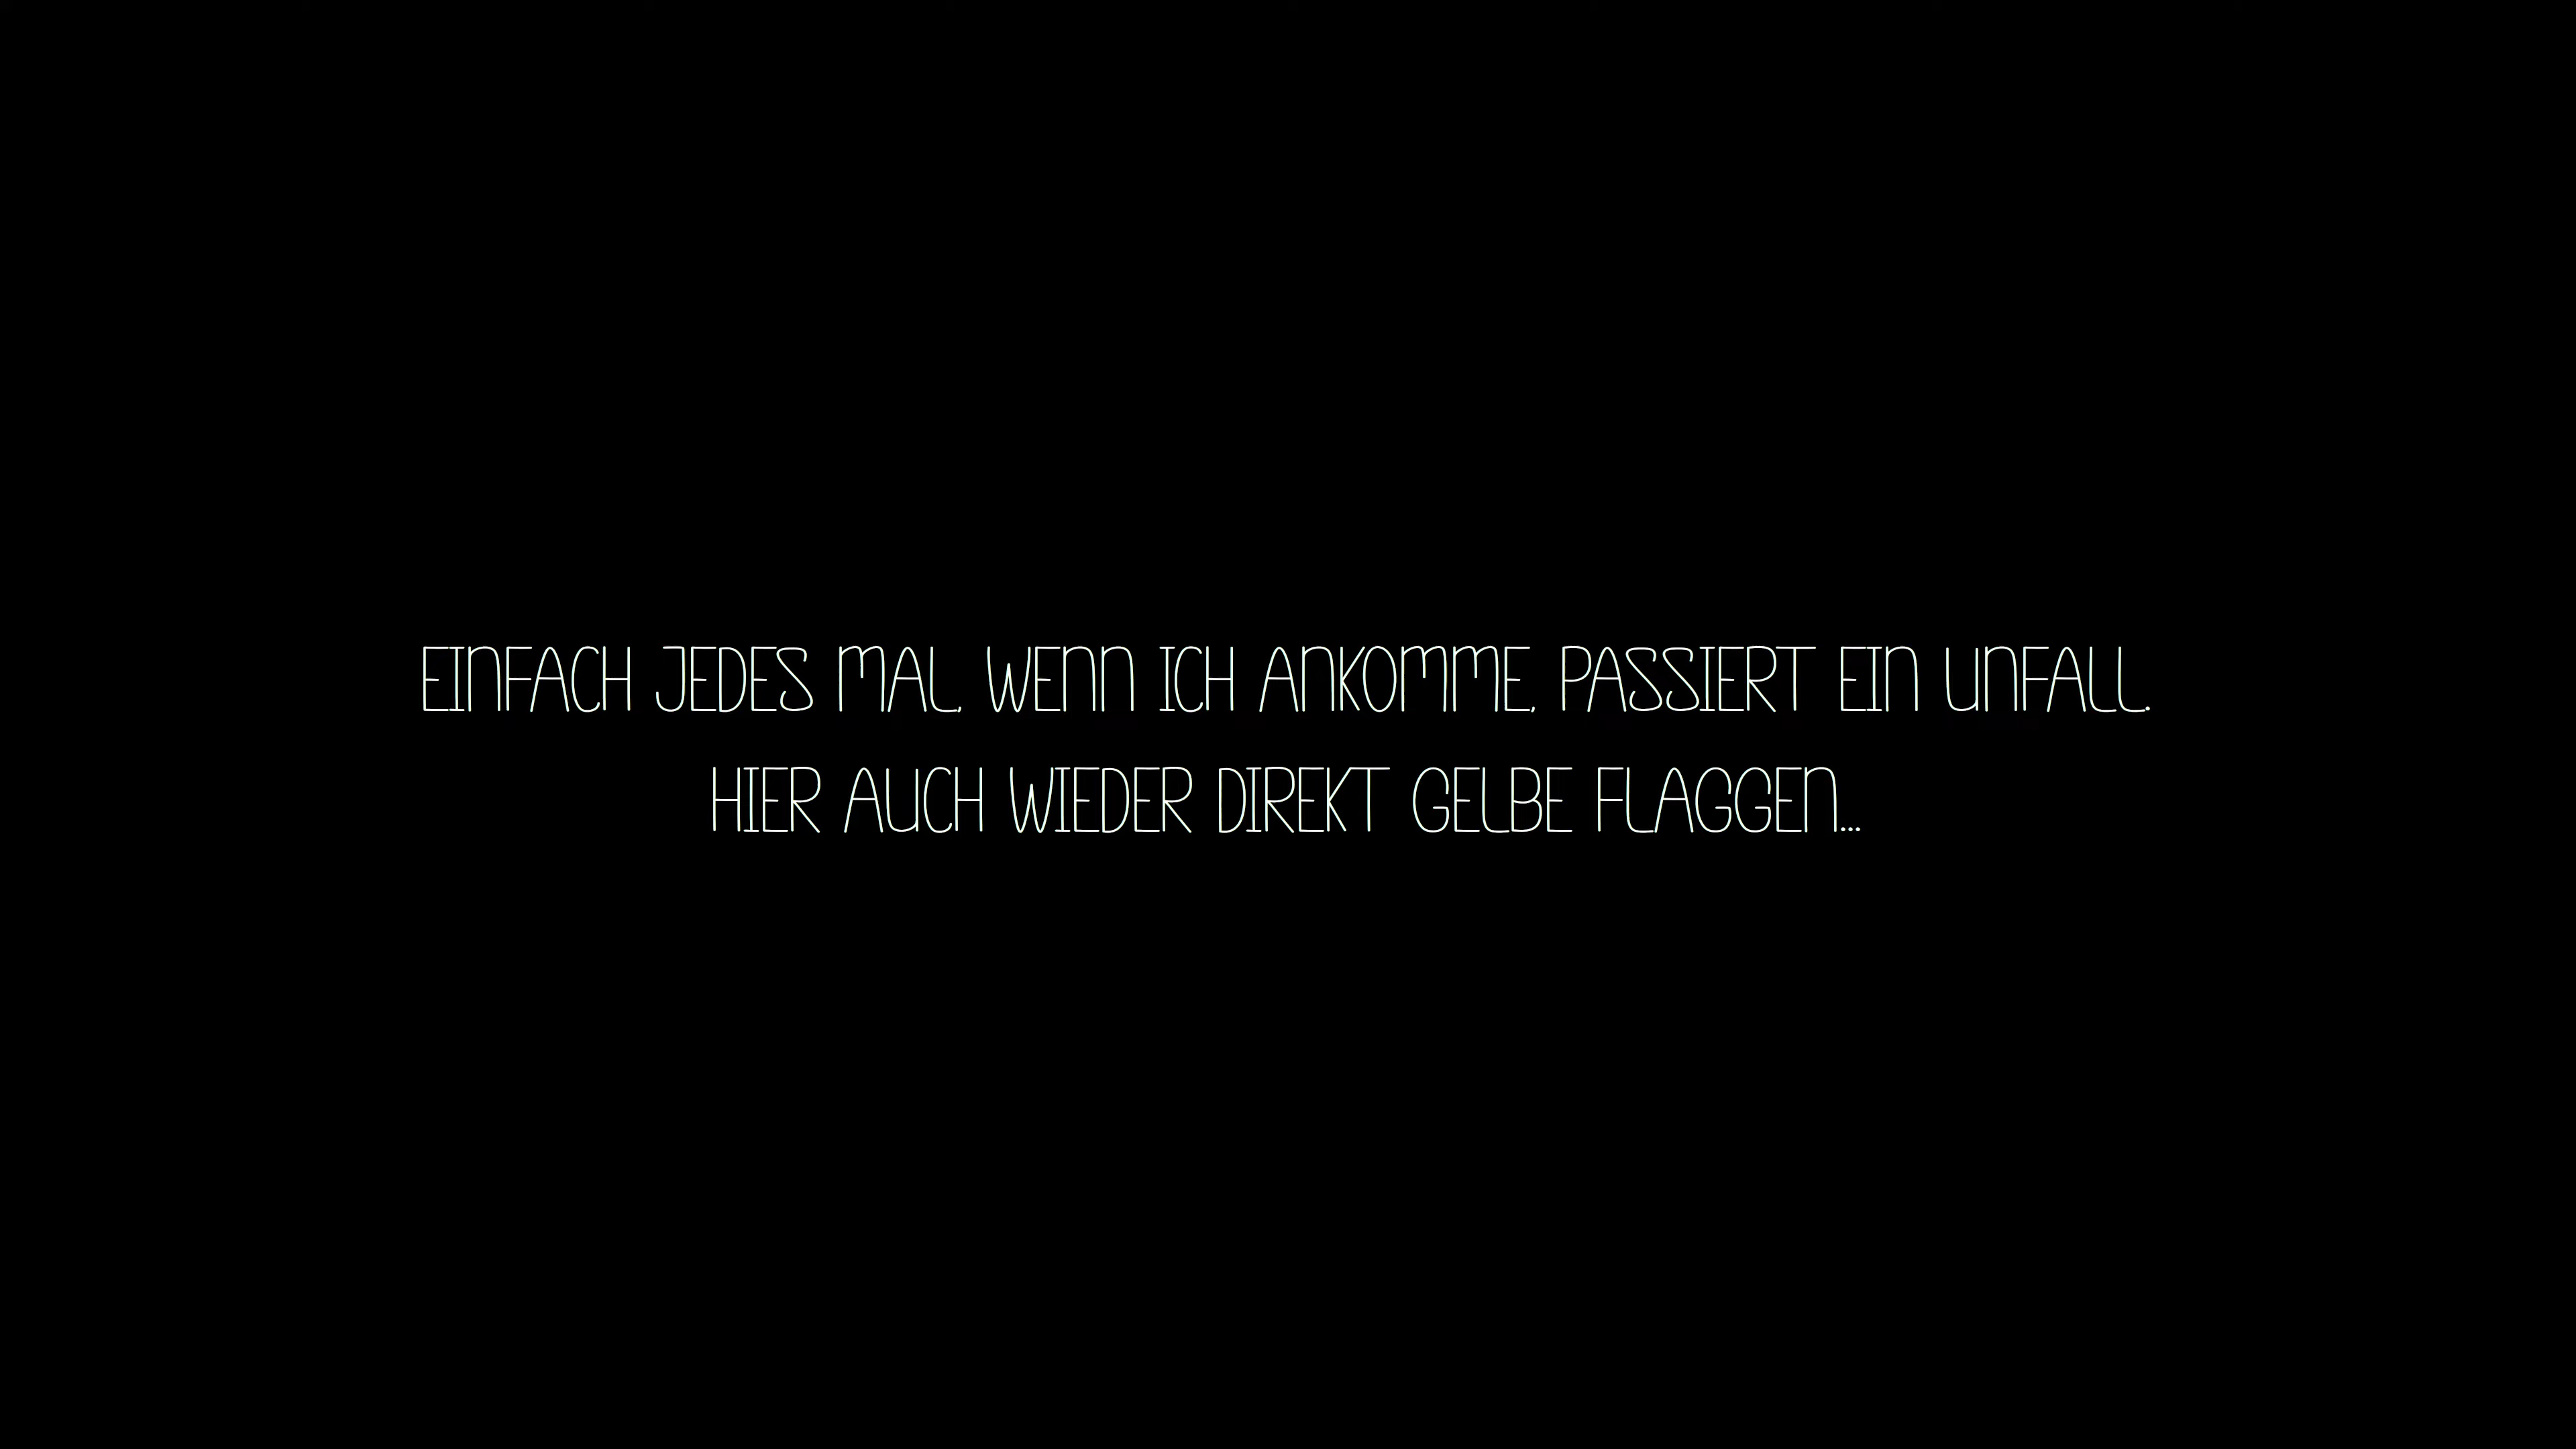 EINFACH JEDES MAL, WENN ICH ANKOMME, PASSIERT EIN UNFALL.
HIER AUCH WIEDER DIREKT GELBE FLAGGEN...